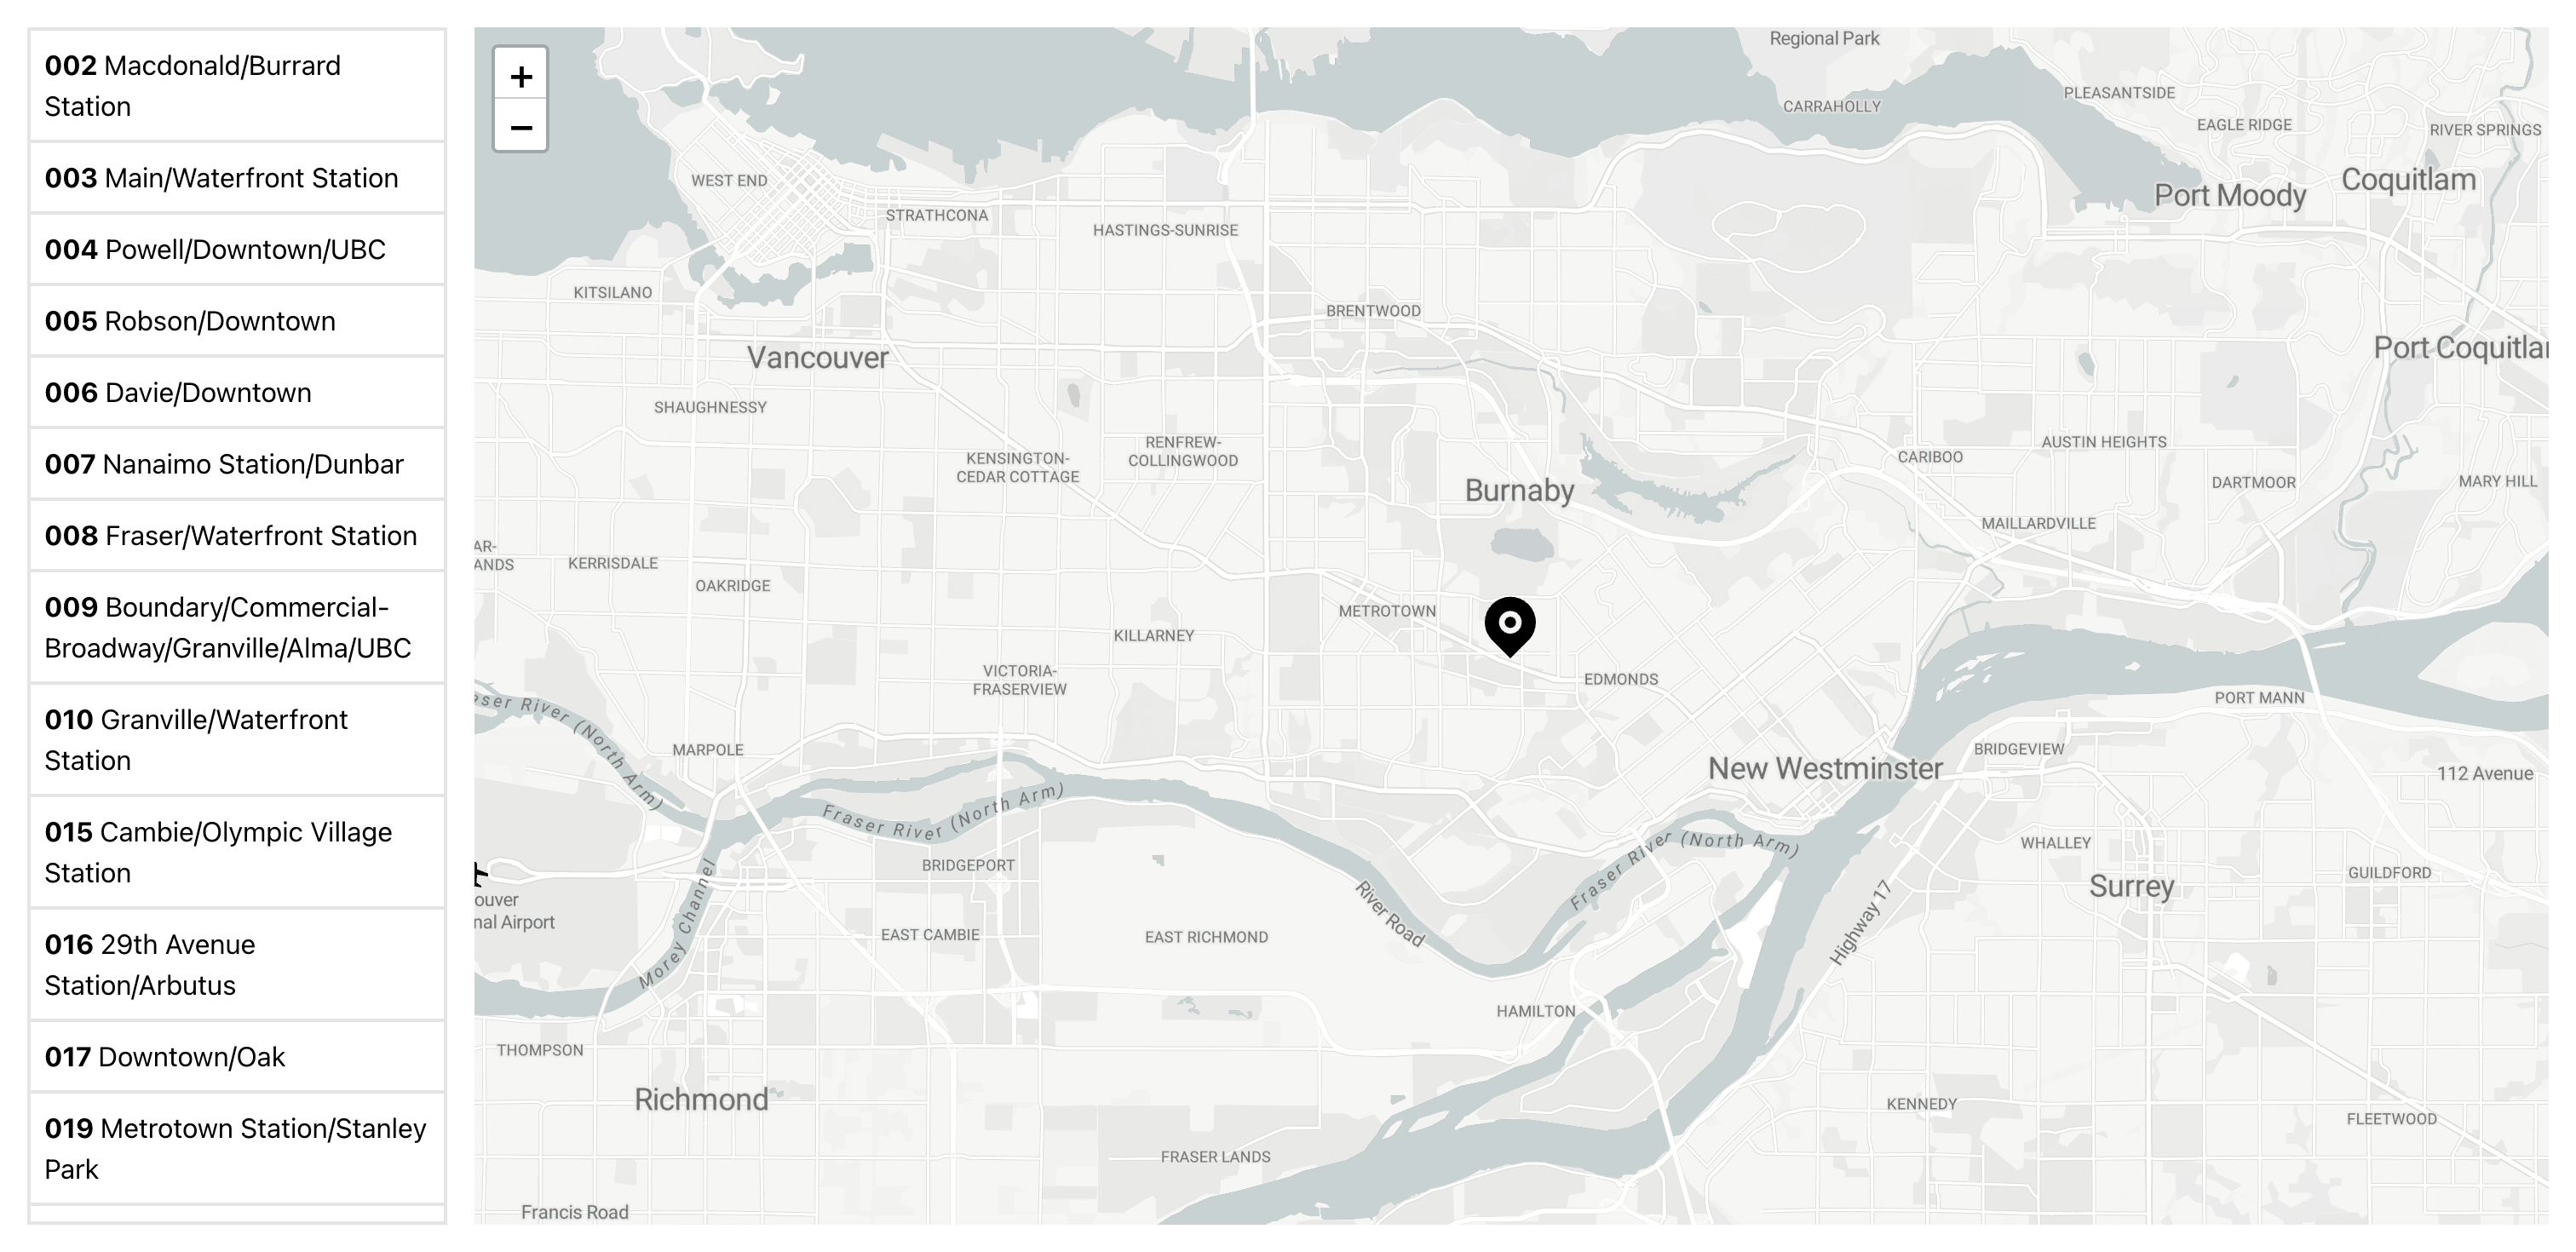 002 Macdonald/Burrard
Station
003 Main/Waterfront Station
004 Powell/Downtown/UBC
005 Robson/Downtown
006 Davie/Downtown
007 Nanaimo Station/Dunbar
008 Fraser/Waterfront Station
009 Boundary/Commercial-
Broadway/Granville/Alma/UBC
010 Granville/Waterfront
Station
015 Cambie/Olympic Village
Station
016 29th Avenue
Station/Arbutus
017 Downtown/Oak
019 Metrotown Station/Stanley
Park
+
−
Regional Park
PLEASANTSIDE
CARRAHOLLY
EAGLE RIDGE
RIVER SPRINGS
WEST END
Port Moody
Coquitlam
STRATHCONA
HASTINGS-SUNRISE
KITSILANO
BRENTWOOD
Vancouver
Port Coquitla
SHAUGHNESSY
RENFREW-
COLLINGWOOD
KENSINGTON-
CEDAR COTTAGE
AUSTIN HEIGHTS
CARIBOO
DARTMOOR
MARY HILL
Burnaby
MAILLARDVILLE
AR-
ANDS
KERRISDALE
OAKRIDGE
METROTOWN
KILLARNEY
VICTORIA-
FRASERVIEW
EDMONDS
PORT MANN
ser River (North Arm)
MARPOLE
BRIDGEVIEW
New Westminster
112 Avenue
Fraser River (North Arm)
Fraser River (North Arm)
WHALLEY
BRIDGEPORT
GUILDFORD
Surrey
ouver
nal Airport
Morey Channel
River Road
Highway 17
EAST CAMBIE
EAST RICHMOND
HAMILTON
THOMPSON
Richmond
KENNEDY
FLEETWOOD
FRASER LANDS
Francis Road